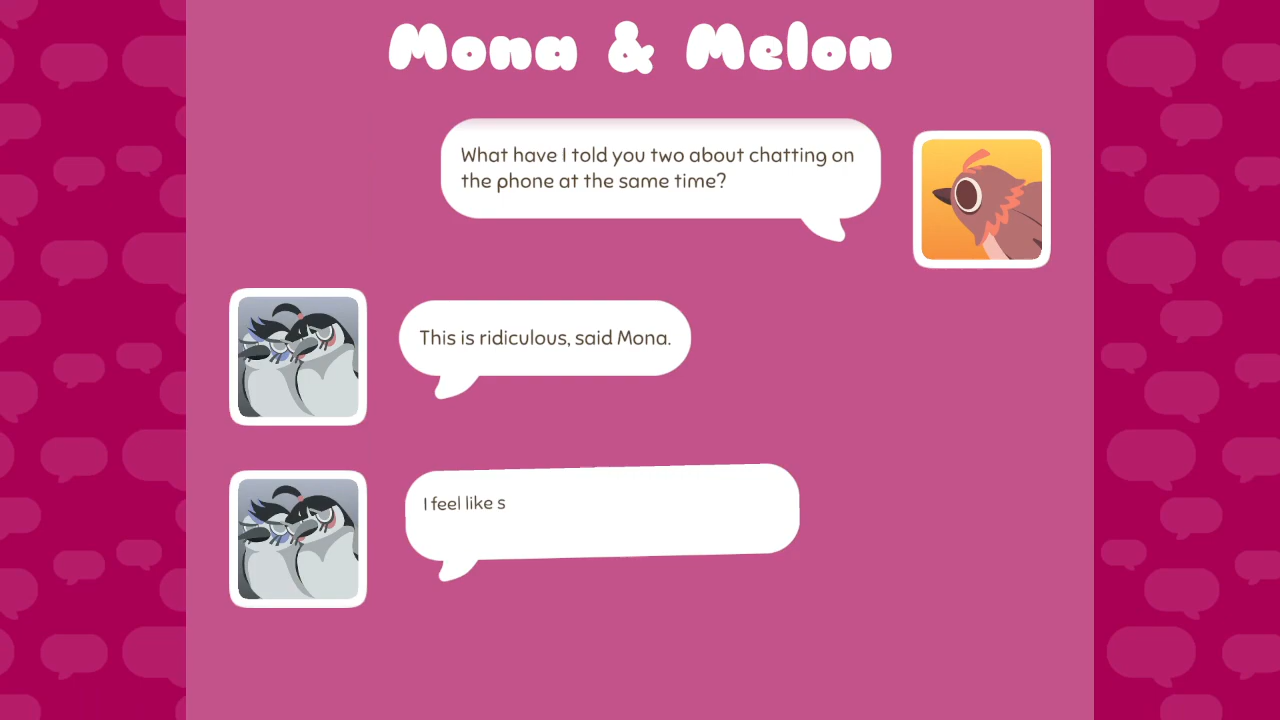 Mona & Melon
What have I told you two about chatting on
the phone at the same time?
This is ridiculous, said Mona.
I feel like s